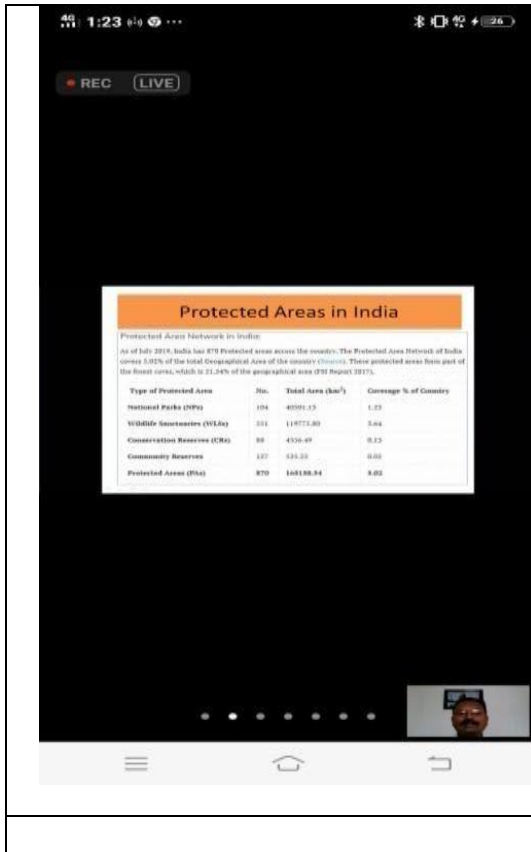 4G 1:23 ...
4G 26
REC LIVE
Protected Areas in India
Protected Area Network in India:
As of July 2019, India has 870 Protected areas across the country. The Protected Area Network of India
covers 5.02% of the total Geographical Area of the country (Source). These protected areas form part of
the forest cover, which is 21.54% of the geographical area (FSI Report 2017).
Type of Protected Area No. Total Area (km²) Coverage % of Country
National Parks (NPs) 104 40501.13 1.23
Wildlife Sanctuaries (WLSs) 119775.80 3.64
Conservation Reserves (CRs) 88 4356.49 0.13
Community Reserves 127 525.22 0.02
Protected Areas (PAs) 870 165158.54 5.02